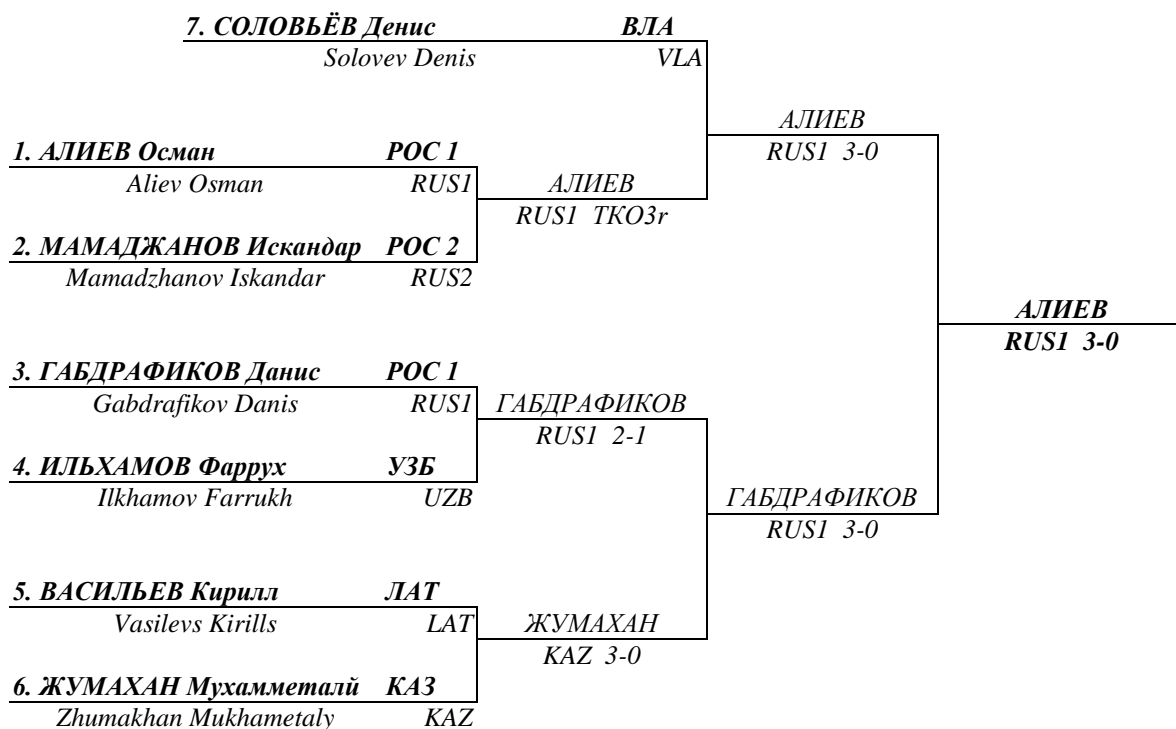 7. СОЛОВЬЁВ Денис ВЛА
Solovev Denis VLA
АЛИЕВ
RUS1 3-0
1. АЛИЕВ Осман РОС 1
Aliev Osman RUS1
АЛИЕВ
RUS1 TKO3r
2. МАМАДЖАНОВ Искандар РОС 2
Mamadzhanov Iskandar RUS2
АЛИЕВ
RUS1 3-0
3. ГАБДРАФИКОВ Данис РОС 1
Gabdrafikov Danis RUS1
ГАБДРАФИКОВ
RUS1 2-1
4. ИЛЬХАМОВ Фаррух УЗБ
Ilkhamov Farrukh UZB
ГАБДРАФИКОВ
RUS1 3-0
5. ВАСИЛЬЕВ Кирилл ЛАТ
Vasilevs Kirills LAT
ЖУМАХАН
KAZ 3-0
6. ЖУМАХАН Мухамметалй КАЗ
Zhumakhan Mukhametaly KAZ